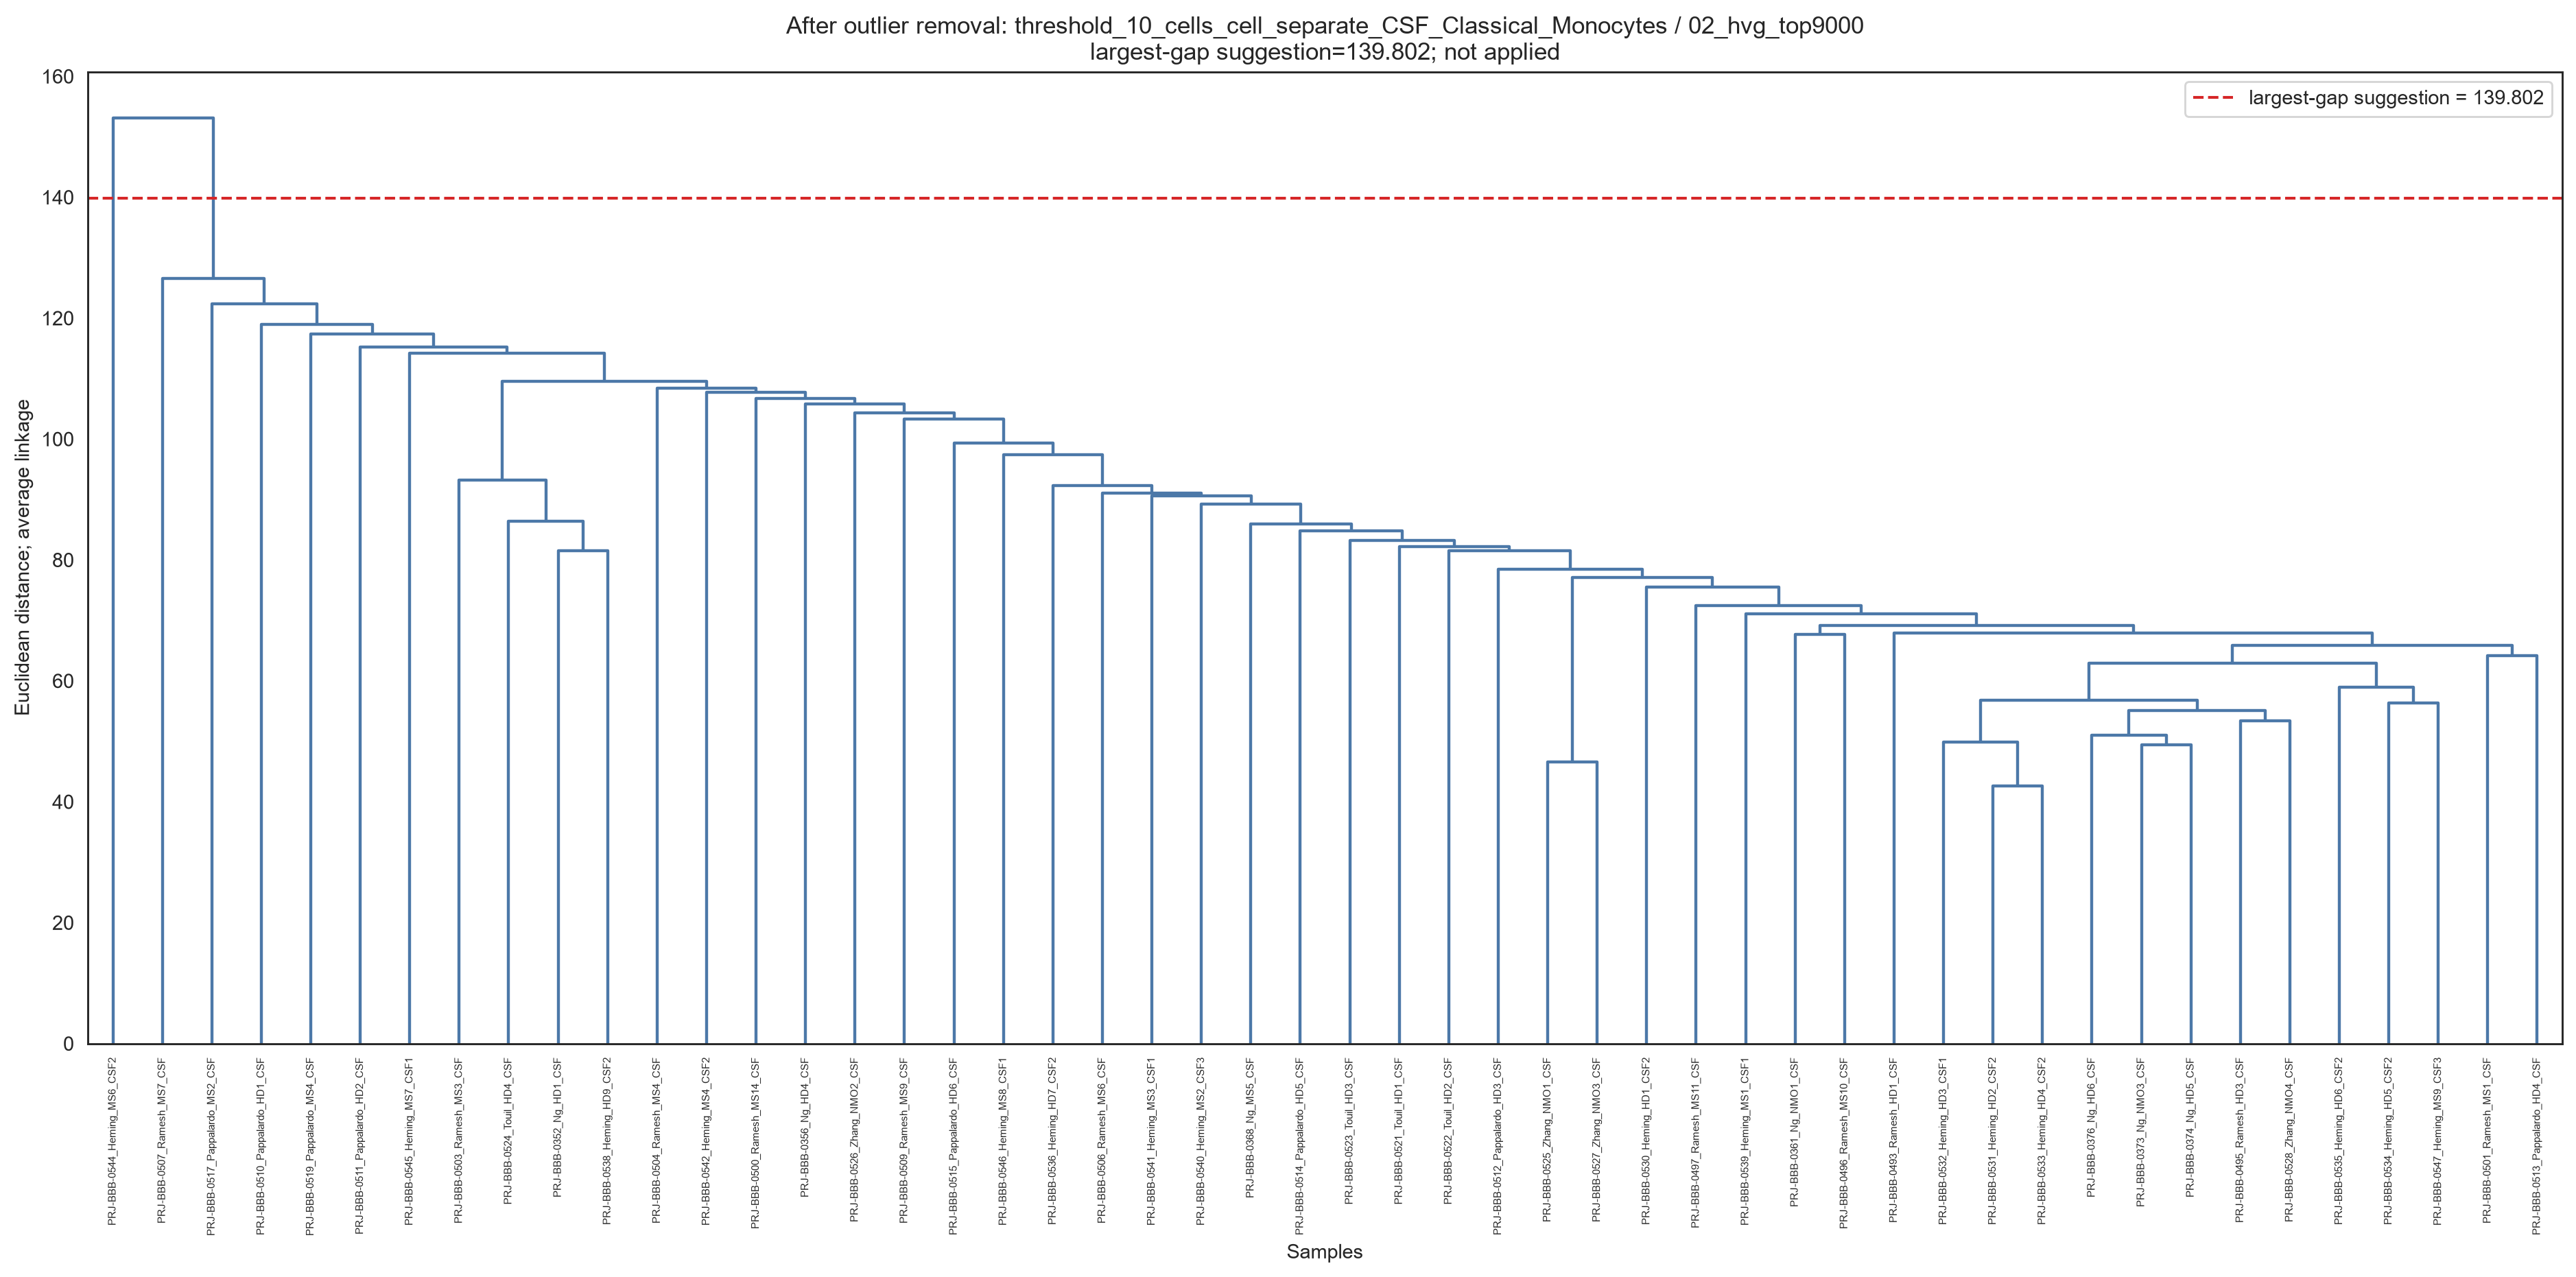 After outlier removal: threshold_10_cells_cell_separate_CSF_Classical_Monocytes / 02_hvg_top9000
largest-gap suggestion=139.802; not applied
largest-gap suggestion = 139.802
Euclidean distance; average linkage
160
140
120
100
80
60
40
20
0
PRJ-BBB-0544_Heming_MS6_CSF2
PRJ-BBB-0507_Ramesh_MS7_CSF
PRJ-BBB-0517_Pappalardo_MS2_CSF
PRJ-BBB-0510_Pappalardo_HD1_CSF
PRJ-BBB-0519_Pappalardo_MS4_CSF
PRJ-BBB-0511_Pappalardo_HD2_CSF
PRJ-BBB-0545_Heming_MS7_CSF1
PRJ-BBB-0503_Ramesh_MS3_CSF
PRJ-BBB-0524_Touil_HD4_CSF
PRJ-BBB-0352_Ng_HD1_CSF
PRJ-BBB-0538_Heming_HD9_CSF2
PRJ-BBB-0504_Ramesh_MS4_CSF
PRJ-BBB-0542_Heming_MS4_CSF2
PRJ-BBB-0500_Ramesh_MS14_CSF
PRJ-BBB-0356_Ng_HD4_CSF
PRJ-BBB-0526_Zhang_NMO2_CSF
PRJ-BBB-0509_Ramesh_MS9_CSF
PRJ-BBB-0515_Pappalardo_HD6_CSF
PRJ-BBB-0546_Heming_MS8_CSF1
PRJ-BBB-0536_Heming_HD7_CSF2
PRJ-BBB-0506_Ramesh_MS6_CSF
PRJ-BBB-0541_Heming_MS3_CSF1
PRJ-BBB-0540_Heming_MS2_CSF3
PRJ-BBB-0368_Ng_MS5_CSF
PRJ-BBB-0514_Pappalardo_HD5_CSF
PRJ-BBB-0523_Touil_HD3_CSF
PRJ-BBB-0521_Touil_HD1_CSF
PRJ-BBB-0522_Touil_HD2_CSF
PRJ-BBB-0512_Pappalardo_HD3_CSF
PRJ-BBB-0525_Zhang_NMO1_CSF
PRJ-BBB-0527_Zhang_NMO3_CSF
PRJ-BBB-0530_Heming_HD1_CSF2
PRJ-BBB-0497_Ramesh_MS11_CSF
PRJ-BBB-0539_Heming_MS1_CSF1
PRJ-BBB-0361_Ng_NMO1_CSF
PRJ-BBB-0496_Ramesh_MS10_CSF
PRJ-BBB-0493_Ramesh_HD1_CSF
PRJ-BBB-0532_Heming_HD3_CSF1
PRJ-BBB-0531_Heming_HD2_CSF2
PRJ-BBB-0533_Heming_HD4_CSF2
PRJ-BBB-0376_Ng_HD6_CSF
PRJ-BBB-0373_Ng_NMO3_CSF
PRJ-BBB-0374_Ng_HD5_CSF
PRJ-BBB-0495_Ramesh_HD3_CSF
PRJ-BBB-0528_Zhang_NMO4_CSF
PRJ-BBB-0535_Heming_HD6_CSF2
PRJ-BBB-0534_Heming_HD5_CSF2
PRJ-BBB-0547_Heming_MS9_CSF3
PRJ-BBB-0501_Ramesh_MS1_CSF
PRJ-BBB-0513_Pappalardo_HD4_CSF
Samples